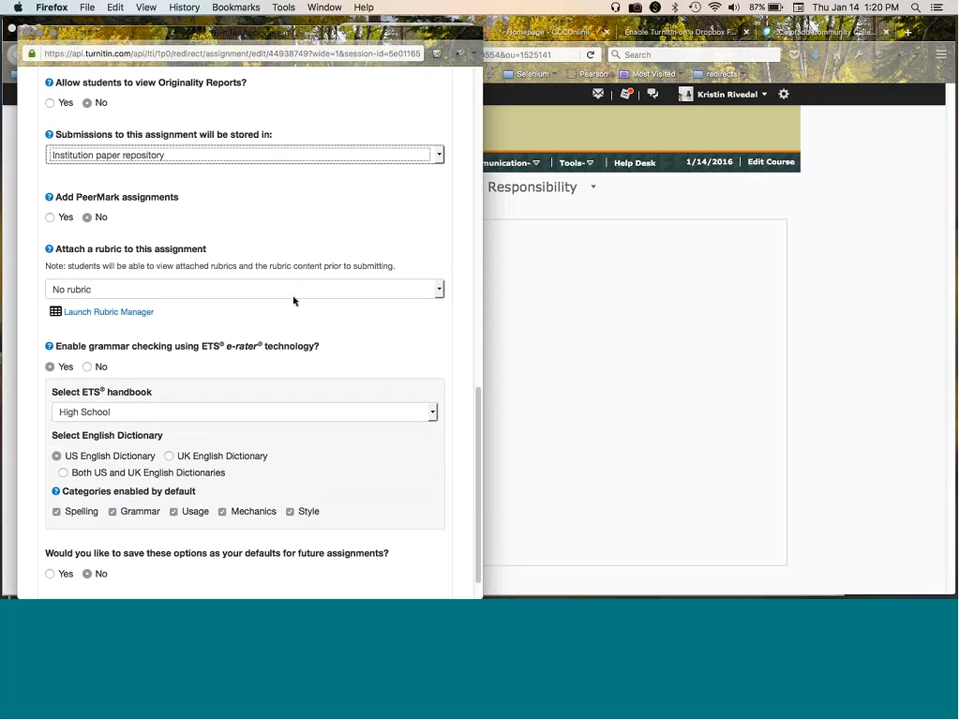 Firefox File Edit View History Bookmarks Tools Window Help 87% Thu Jan 14 1:20 PM
Homepage - CCCOnline
Enable Turnitin on a Dropbox F...
Colorado Community Colle...
https://api.turnitin.com/api/lti/1p0/redirect/assignment/edit/44938749?wide=1&session-id=5e01165
554&ou=1525141
Search
Selenium
Pearson
Most Visited
redirects
Kristin Rivedal
munication-
Tools-
Help Desk
1/14/2016
Edit Course
Responsibility
Allow students to view Originality Reports?
Yes No
Submissions to this assignment will be stored in:
Institution paper repository
Add PeerMark assignments
Yes No
Attach a rubric to this assignment
Note: students will be able to view attached rubrics and the rubric content prior to submitting.
No rubric
Launch Rubric Manager
Enable grammar checking using ETS® e-rater® technology?
Yes No
Select ETS® handbook
High School
Select English Dictionary
US English Dictionary UK English Dictionary
Both US and UK English Dictionaries
Categories enabled by default
Spelling Grammar Usage Mechanics Style
Would you like to save these options as your defaults for future assignments?
Yes No